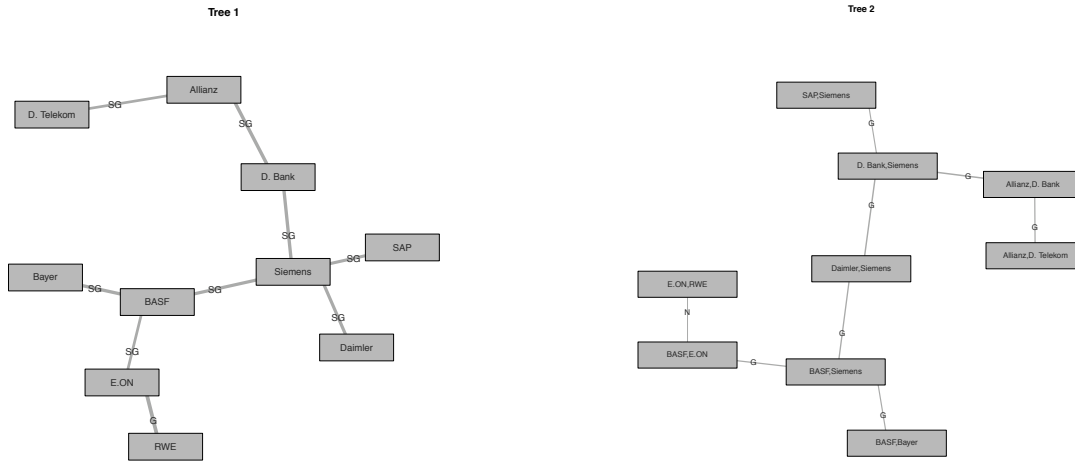 Tree 1
Allianz
SG
D. Telekom
SG
D. Bank
SG
SAP
SG
Siemens
Bayer
SG
SG
BASF
SG
Daimler
SG
E.ON
G
RWE
Tree 2
SAP,Siemens
G
D. Bank,Siemens
G
Allianz,D. Bank
G
G
Allianz,D. Telekom
Daimler,Siemens
E.ON,RWE
N
G
BASF,E.ON
G
BASF,Siemens
G
BASF,Bayer